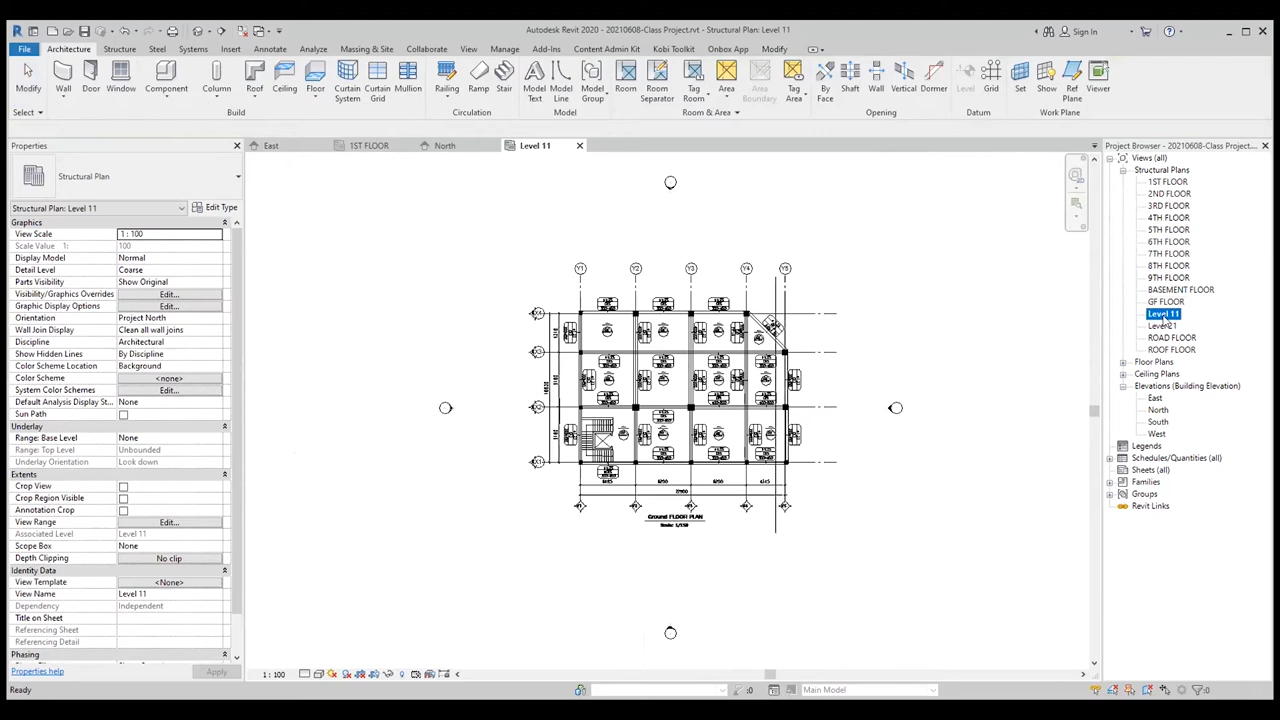 Autodesk Revit 2020 - 20210608-Class Project.rvt - Structural Plan: Level 11
Sign In
File Architecture Structure Steel Systems Insert Annotate Analyze Massing & Site Collaborate View Manage Add-Ins Content Admin Kit Kobi Toolkit Onbox App Modify
Modify Wall Door Window Component Column Roof Ceiling Floor Curtain System Curtain Grid Mullion Railing Ramp Stair Model Text Model Line Model Group Room Room Separator Tag Room Area Area Boundary Tag Area By Face Shaft Wall Vertical Dormer Level Grid Set Show Ref Plane Viewer
Select Build Circulation Model Room & Area Opening Datum Work Plane
Properties
East 1ST FLOOR North Level 11
Project Browser - 20210608-Class Project....
Structural Plan
Structural Plan: Level 11 Edit Type
Graphics
View Scale 1 : 100
Scale Value 1: 100
Display Model Normal
Detail Level Coarse
Parts Visibility Show Original
Visibility/Graphics Overrides Edit...
Graphic Display Options Edit...
Orientation Project North
Wall Join Display Clean all wall joins
Discipline Architectural
Show Hidden Lines By Discipline
Color Scheme Location Background
Color Scheme <none>
System Color Schemes Edit...
Default Analysis Display St... None
Sun Path
Underlay
Range: Base Level None
Range: Top Level Unbounded
Underlay Orientation Look down
Extents
Crop View
Crop Region Visible
Annotation Crop
View Range Edit...
Associated Level Level 11
Scope Box None
Depth Clipping No clip
Identity Data
View Template <None>
View Name Level 11
Dependency Independent
Title on Sheet
Referencing Sheet
Referencing Detail
Phasing
Properties help Apply
Y1 Y2 Y3 Y4 Y5
Ground FLOOR PLAN
Scale: 1/150
Views (all)
Structural Plans
1ST FLOOR
2ND FLOOR
3RD FLOOR
4TH FLOOR
5TH FLOOR
6TH FLOOR
7TH FLOOR
8TH FLOOR
9TH FLOOR
BASEMENT FLOOR
GF FLOOR
Level 11
Level 21
ROAD FLOOR
ROOF FLOOR
Floor Plans
Ceiling Plans
Elevations (Building Elevation)
East
North
South
West
Legends
Schedules/Quantities (all)
Sheets (all)
Families
Groups
Revit Links
1 : 100
Ready
:0 Main Model :0